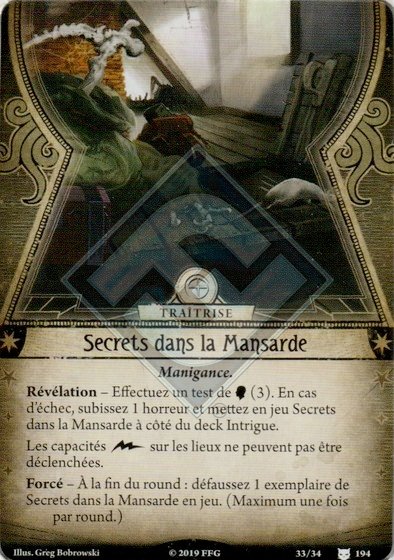 TRAÎTRISE
Secrets dans la Mansarde
Manigance.
Révélation – Effectuez un test de (3). En cas
d'échec, subissez 1 horreur et mettez en jeu Secrets
dans la Mansarde à côté du deck Intrigue.
Les capacités sur les lieux ne peuvent pas être
déclenchées.
Forcé – À la fin du round : défaussez 1 exemplaire de
Secrets dans la Mansarde en jeu. (Maximum une fois
par round.)
Illus. Greg Bobrowski © 2019 FFG 33/34 194